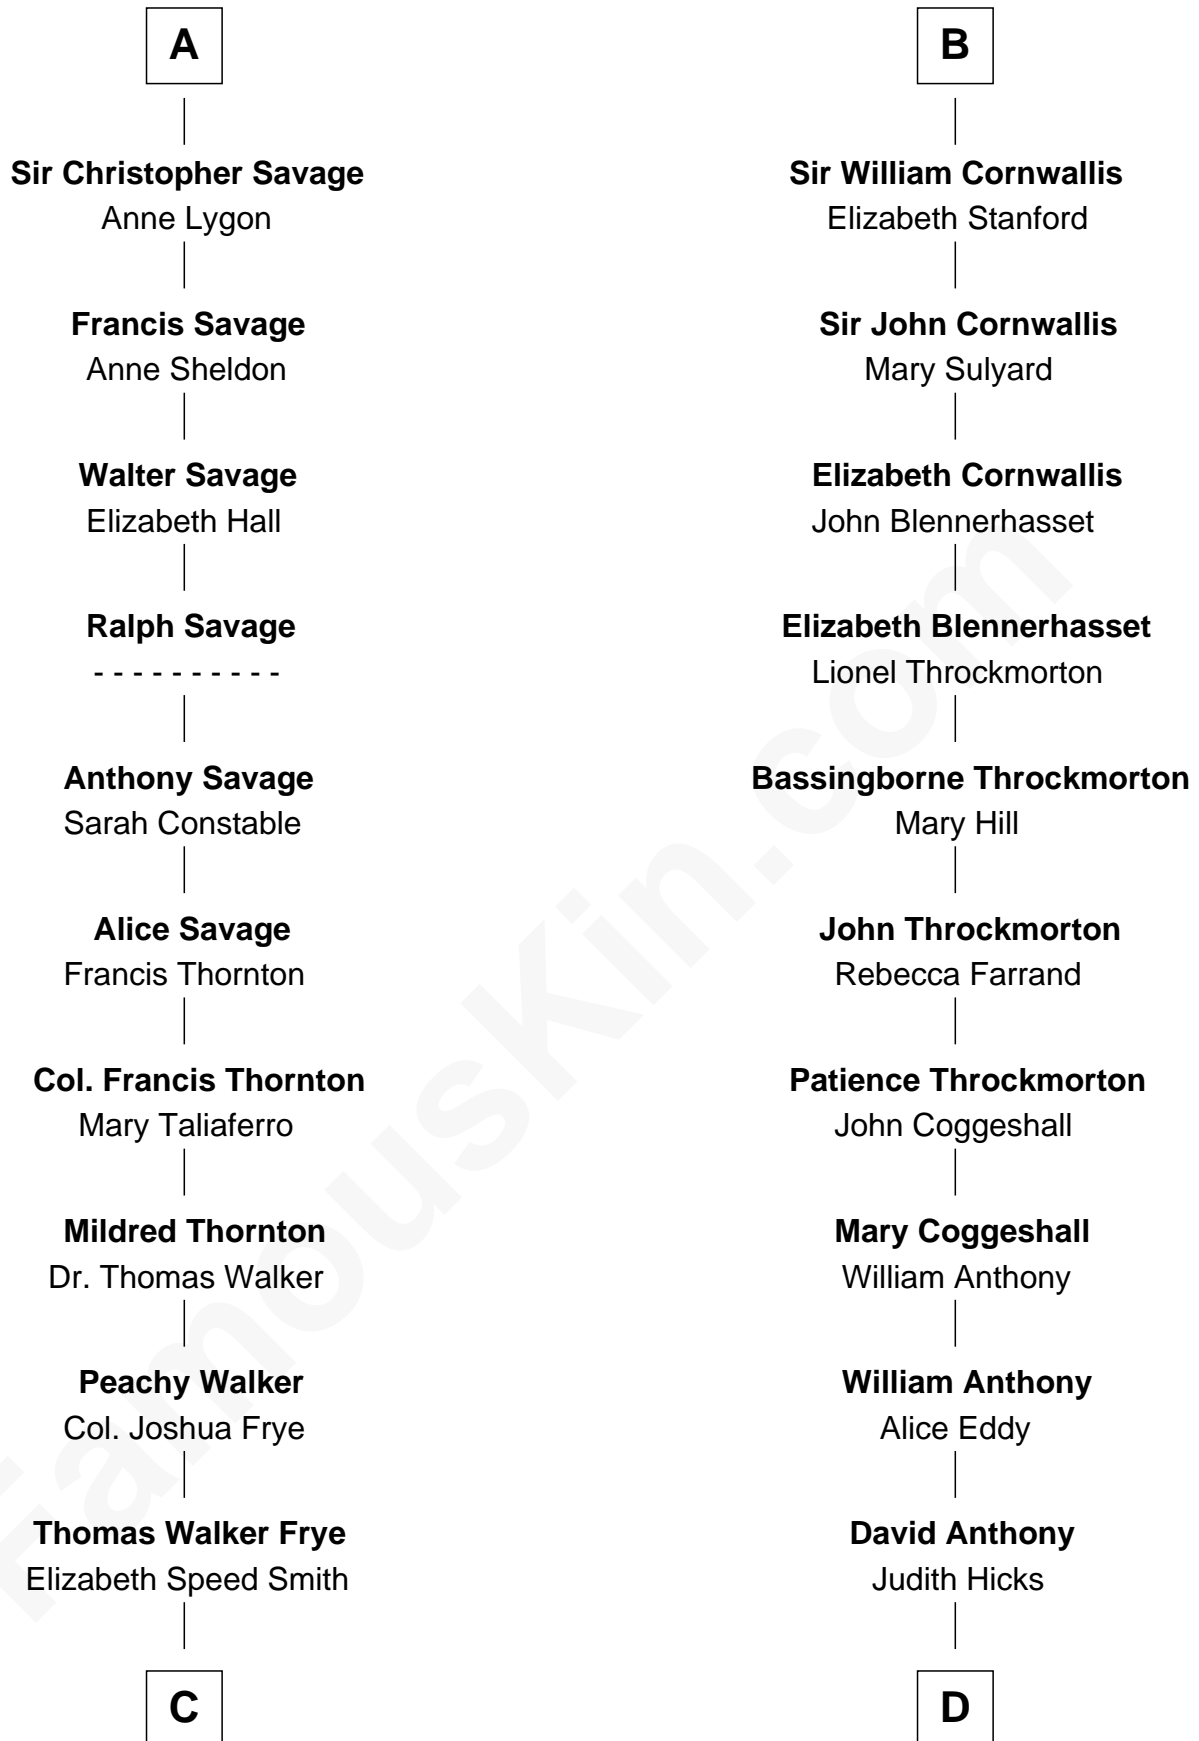 A
Sir Christopher Savage
Anne Lygon
Francis Savage
Anne Sheldon
Walter Savage
Elizabeth Hall
Ralph Savage
- - - - - - - - - -
Anthony Savage
Sarah Constable
Alice Savage
Francis Thornton
Col. Francis Thornton
Mary Taliaferro
Mildred Thornton
Dr. Thomas Walker
Peachy Walker
Col. Joshua Frye
Thomas Walker Frye
Elizabeth Speed Smith
C
B
Sir William Cornwallis
Elizabeth Stanford
Sir John Cornwallis
Mary Sulyard
Elizabeth Cornwallis
John Blennerhasset
Elizabeth Blennerhasset
Lionel Throckmorton
Bassingborne Throckmorton
Mary Hill
John Throckmorton
Rebecca Farrand
Patience Throckmorton
John Coggeshall
Mary Coggeshall
William Anthony
William Anthony
Alice Eddy
David Anthony
Judith Hicks
D
FamousKin.com